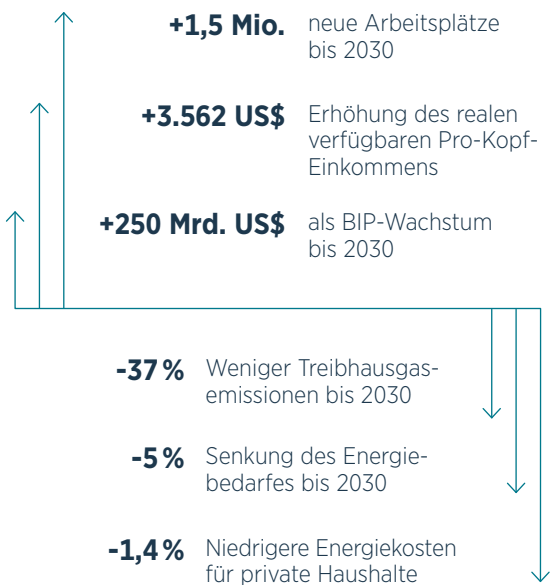 +1,5 Mio. neue Arbeitsplätze
bis 2030
+3.562 US$ Erhöhung des realen
verfügbaren Pro-Kopf-
Einkommens
+250 Mrd. US$ als BIP-Wachstum
bis 2030
-37 % Weniger Treibhausgas-
emissionen bis 2030
-5 % Senkung des Energie-
bedarfes bis 2030
-1,4 % Niedrigere Energiekosten
für private Haushalte